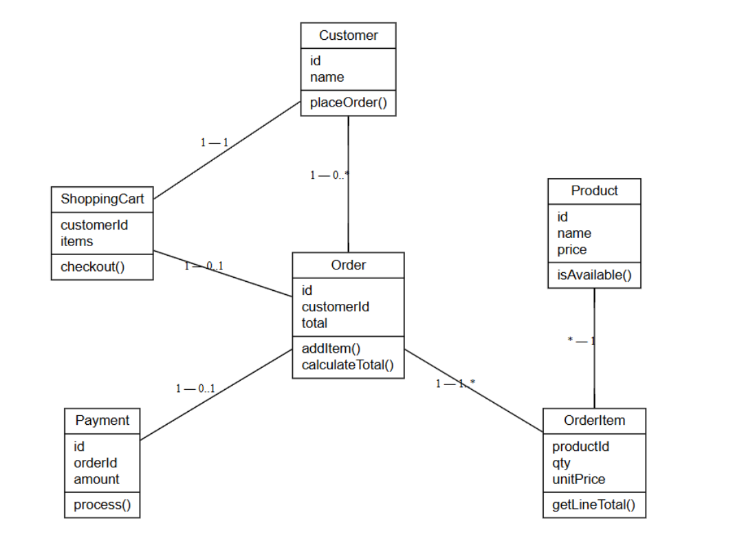 Customer
id
name
placeOrder()
1 — 1
1 — 0..*
ShoppingCart
customerId
items
checkout()
1 — 0..1
Product
id
name
price
isAvailable()
Order
id
customerId
total
addItem()
calculateTotal()
* — 1
1 — 0..1
1 — 1..*
Payment
id
orderId
amount
process()
OrderItem
productId
qty
unitPrice
getLineTotal()